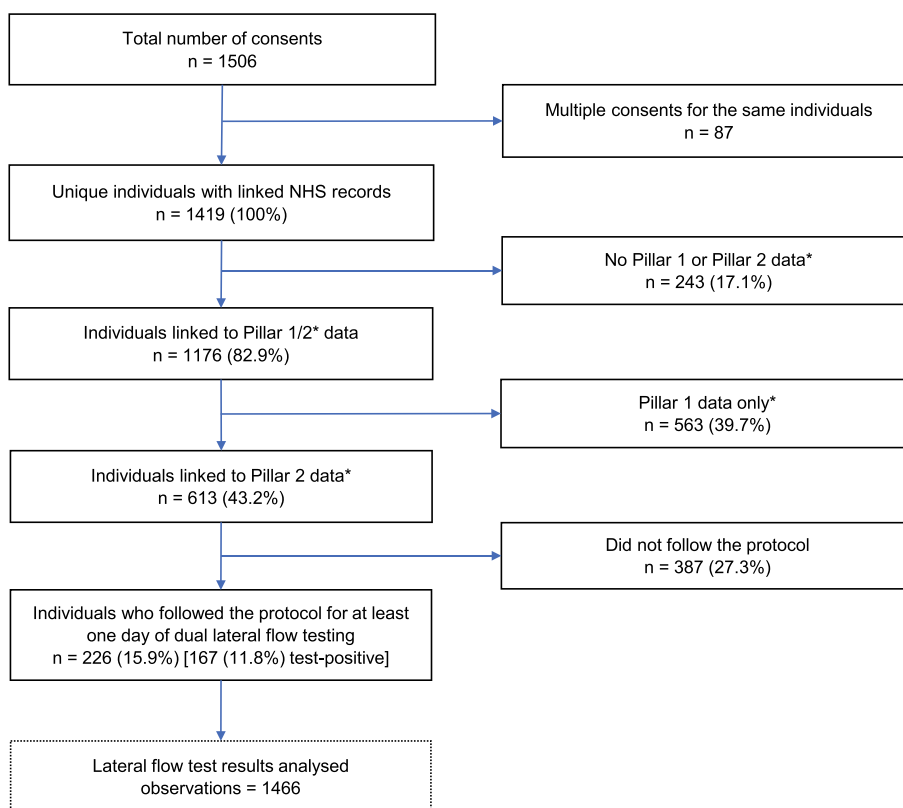 Total number of consents
n = 1506
Multiple consents for the same individuals
n = 87
Unique individuals with linked NHS records
n = 1419 (100%)
No Pillar 1 or Pillar 2 data*
n = 243 (17.1%)
Individuals linked to Pillar 1/2* data
n = 1176 (82.9%)
Pillar 1 data only*
n = 563 (39.7%)
Individuals linked to Pillar 2 data*
n = 613 (43.2%)
Did not follow the protocol
n = 387 (27.3%)
Individuals who followed the protocol for at least
one day of dual lateral flow testing
n = 226 (15.9%) [167 (11.8%) test-positive]
Lateral flow test results analysed
observations = 1466